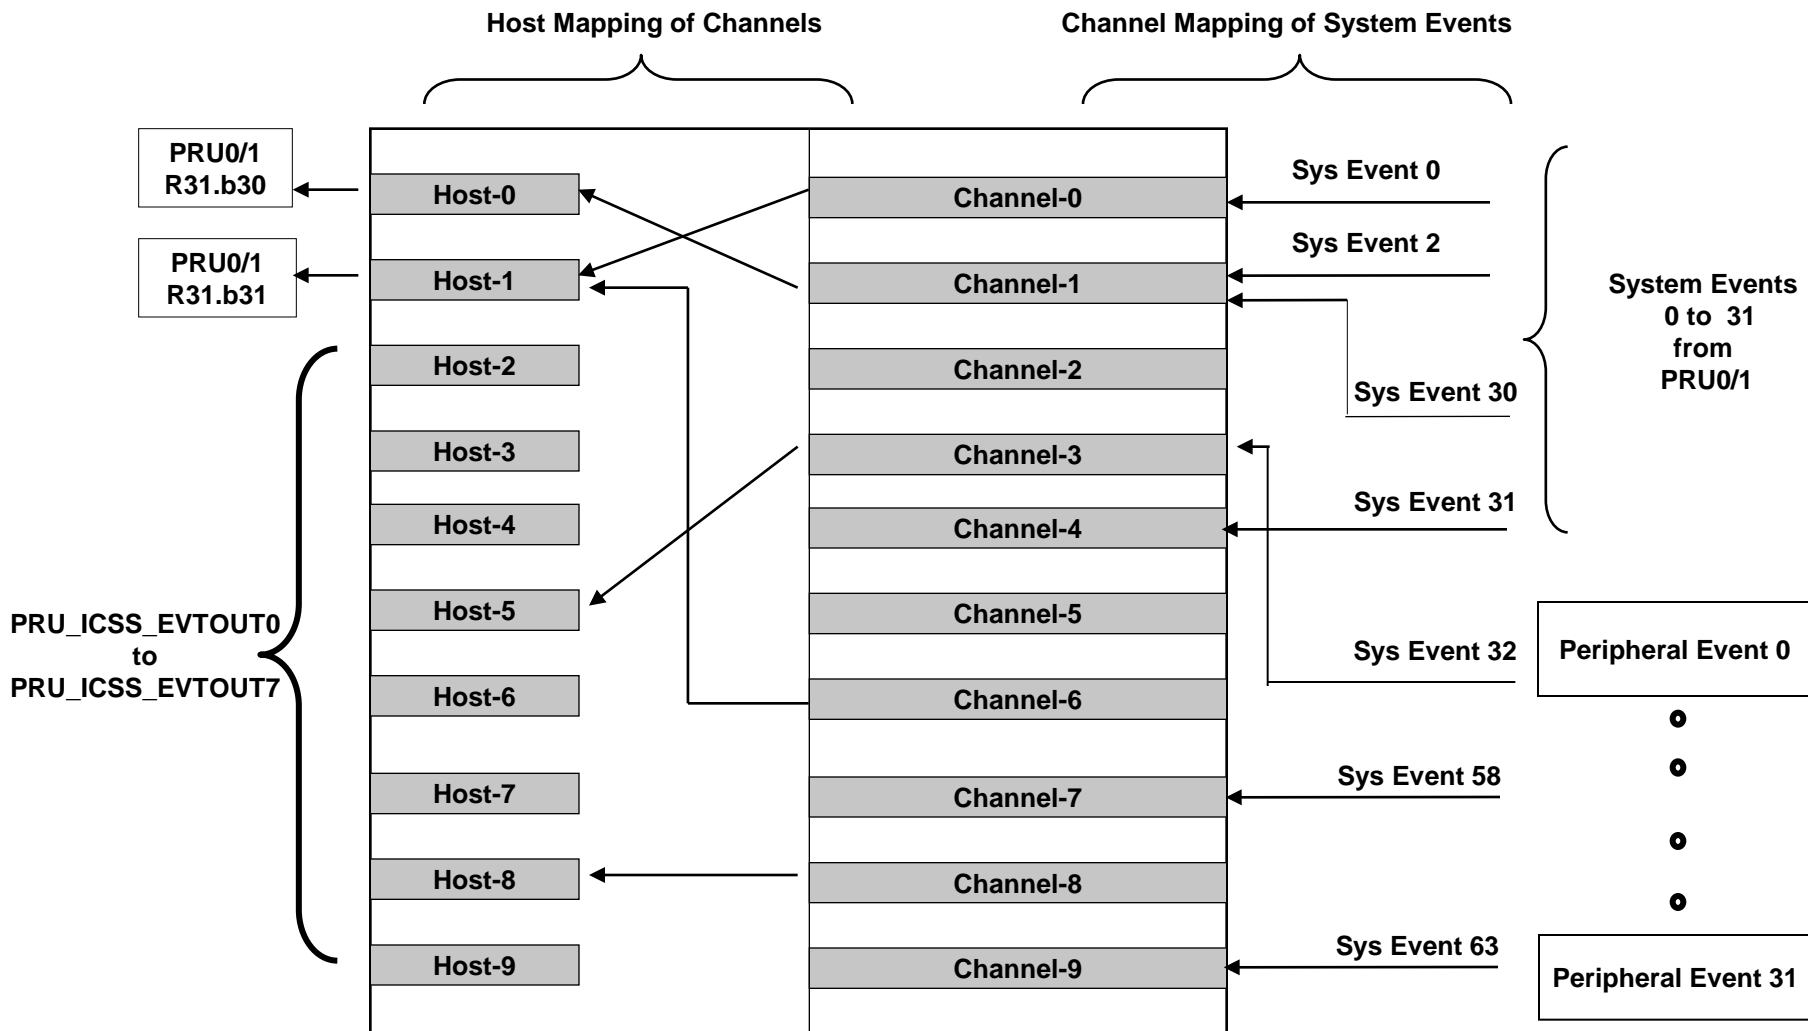 Host Mapping of Channels
Channel Mapping of System Events
PRU0/1
R31.b30
PRU0/1
R31.b31
PRU_ICSS_EVTOUT0
to
PRU_ICSS_EVTOUT7
Host-0
Host-1
Host-2
Host-3
Host-4
Host-5
Host-6
Host-7
Host-8
Host-9
Channel-0
Channel-1
Channel-2
Channel-3
Channel-4
Channel-5
Channel-6
Channel-7
Channel-8
Channel-9
Sys Event 0
Sys Event 2
Sys Event 30
Sys Event 31
Sys Event 32
Sys Event 58
Sys Event 63
System Events
0 to 31
from
PRU0/1
Peripheral Event 0
Peripheral Event 31